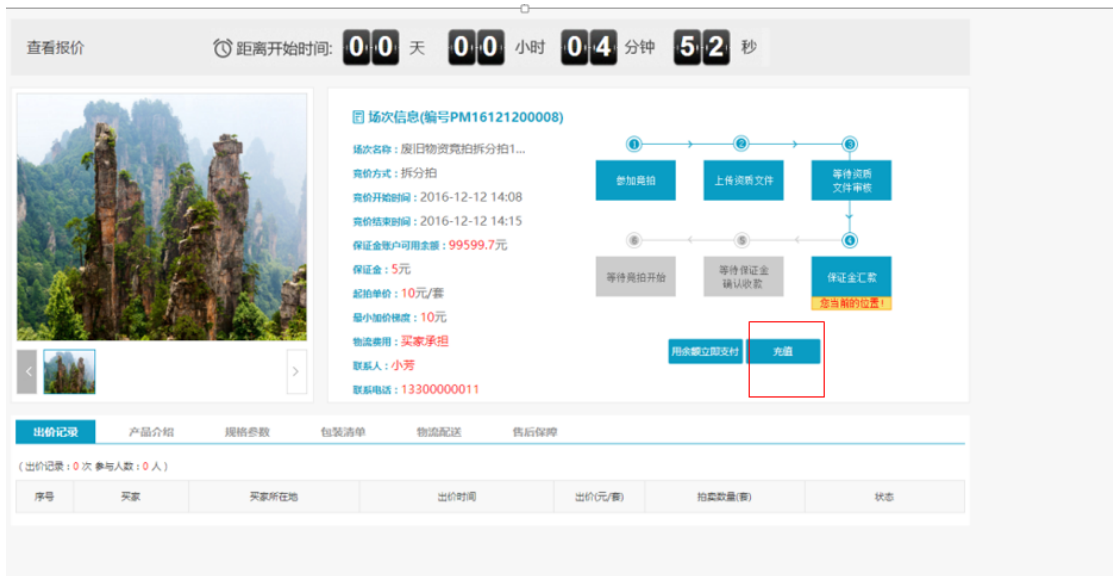 查看报价 距离开始时间: 00 天 00 小时 04 分钟 52 秒
场次信息(编号PM16121200008)
场次名称：废旧物资竞拍拆分拍1...
竞价方式：拆分拍
竞价开始时间：2016-12-12 14:08
竞价结束时间：2016-12-12 14:15
保证金账户可用余额：99599.7元
保证金：5元
起拍单价：10元/套
最小加价梯度：10元
物流费用：买家承担
联系人：小芳
联系电话：13300000011
1 2 3
参加竞拍 上传资质文件 等待资质
文件审核
6 5 4
等待竞拍开始 等待保证金
确认收款
保证金汇款
您当前的位置！
用余额立即支付 充值
出价记录 产品介绍 规格参数 包装清单 物流配送 售后保障
（出价记录：0 次 参与人数：0 人）
序号 买家 买家所在地 出价时间 出价(元/套) 拍卖数量(套) 状态